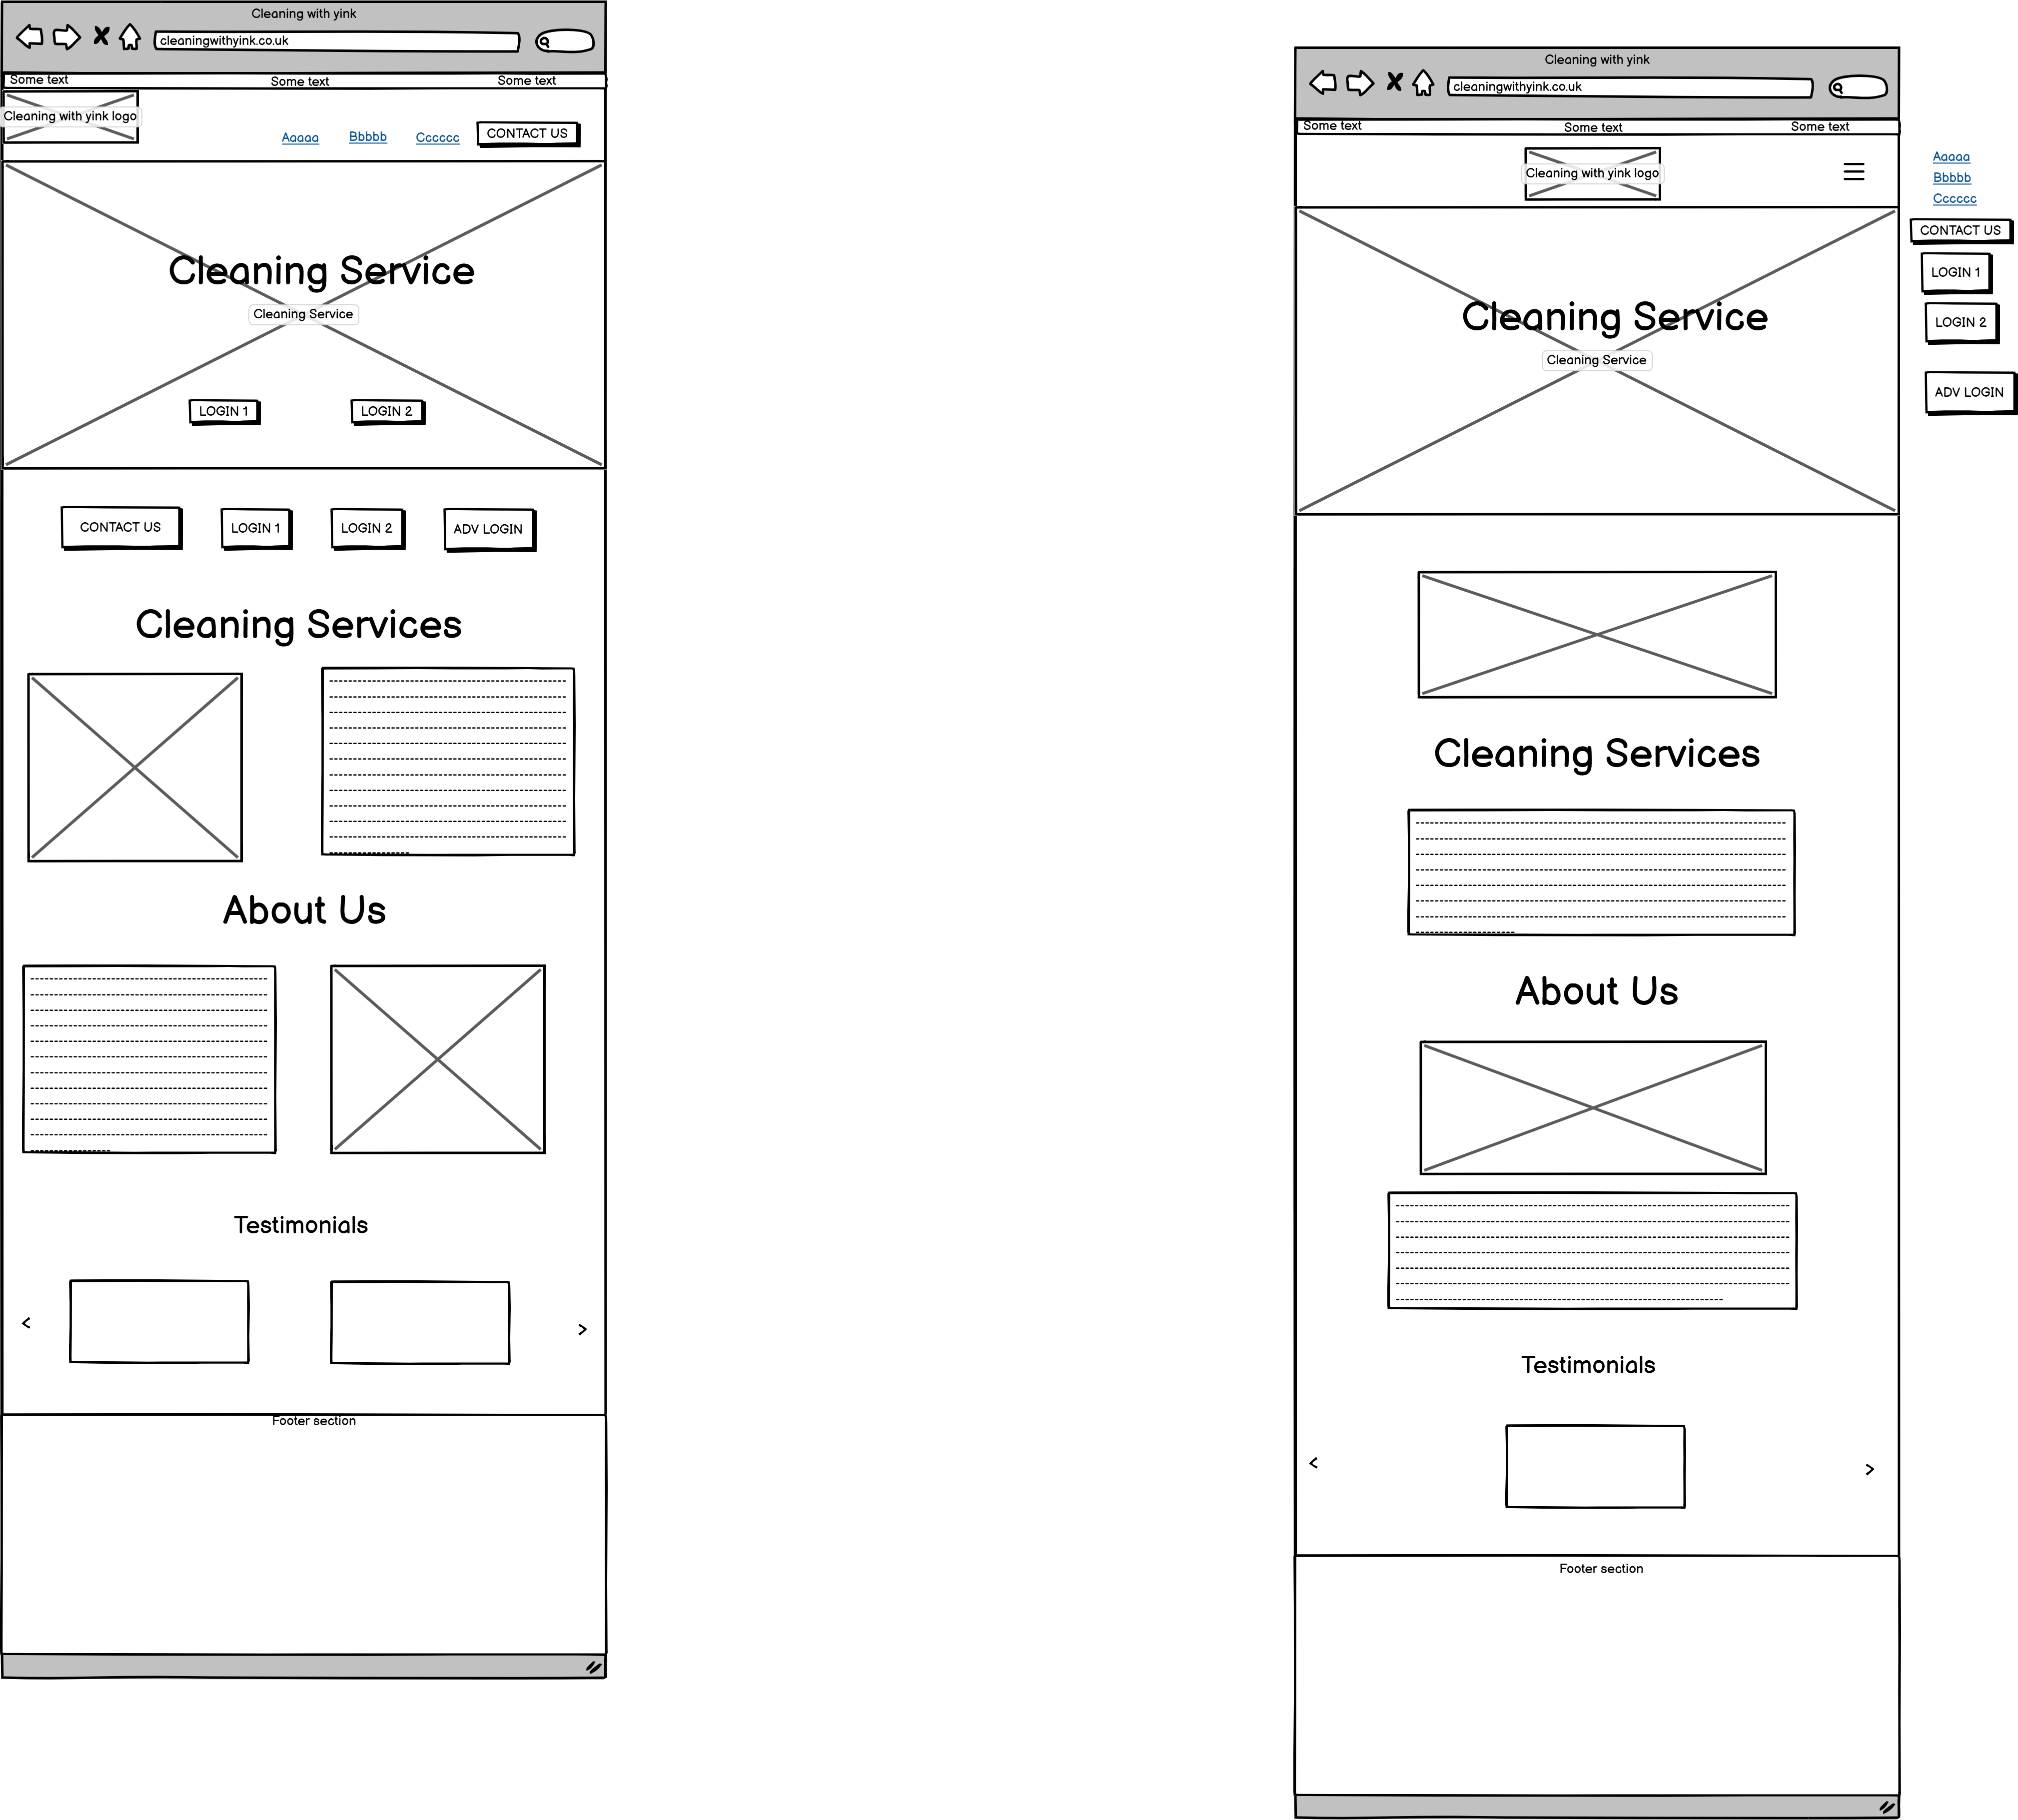 Cleaning with yink
cleaningwithyink.co.uk
Some text Some text Some text
Cleaning with yink logo
Aaaaa Bbbbb Cccccc CONTACT US
Cleaning Service
Cleaning Service
LOGIN 1 LOGIN 2
CONTACT US LOGIN 1 LOGIN 2 ADV LOGIN
Cleaning Services
About Us
Testimonials
< >
Footer section
Cleaning with yink
cleaningwithyink.co.uk
Some text Some text Some text
Cleaning with yink logo
Cleaning Service
Cleaning Service
Cleaning Services
About Us
Testimonials
< >
Footer section
Aaaaa
Bbbbb
Cccccc
CONTACT US
LOGIN 1
LOGIN 2
ADV LOGIN